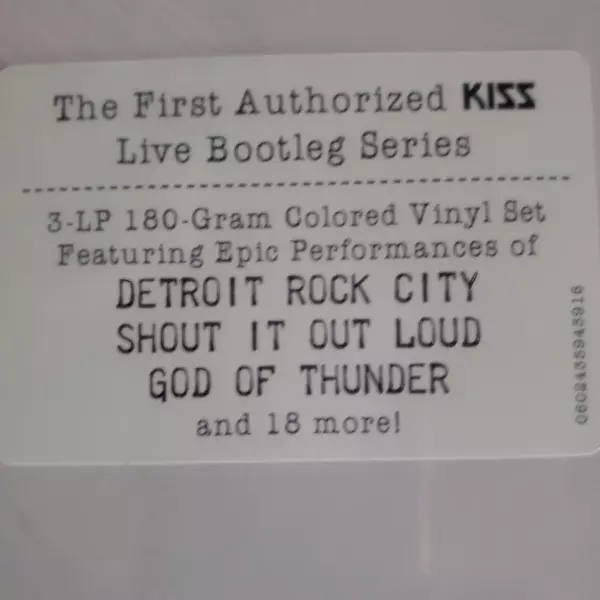 The First Authorized KISS
Live Bootleg Series
3-LP 180-Gram Colored Vinyl Set
Featuring Epic Performances of
DETROIT ROCK CITY
SHOUT IT OUT LOUD
GOD OF THUNDER
and 18 more!
0602435943916